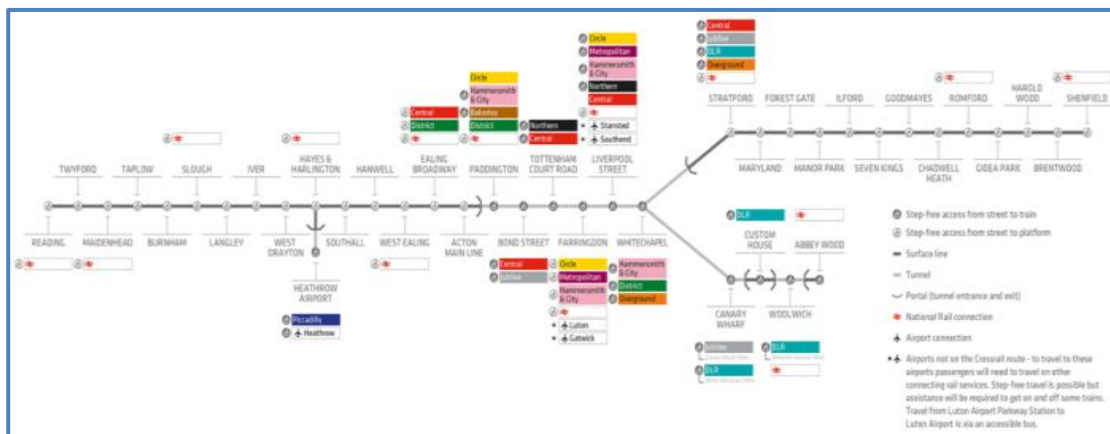 Central
Jubilee
DLR
Overground
Circle
Metropolitan
Hammersmith
& City
Northern
Central
Stansted
Southend
Circle
Hammersmith
& City
Bakerloo
District
Central
District
Northern
Central
STRATFORD
FOREST GATE
ILFORD
GOODMAYES
ROMFORD
HAROLD
WOOD
SHENFIELD
MARYLAND
MANOR PARK
SEVEN KINGS
CHADWELL
HEATH
GIDEA PARK
BRENTWOOD
TWYFORD
TAPLOW
SLOUGH
IVER
HAYES &
HARLINGTON
HANWELL
EALING
BROADWAY
PADDINGTON
TOTTENHAM
COURT ROAD
LIVERPOOL
STREET
READING
MAIDENHEAD
BURNHAM
LANGLEY
WEST
DRAYTON
SOUTHALL
WEST EALING
ACTON
MAIN LINE
BOND STREET
FARRINGDON
WHITECHAPEL
HEATHROW
AIRPORT
Piccadilly
Heathrow
Central
Jubilee
Circle
Metropolitan
Hammersmith
& City
Luton
Gatwick
Hammersmith
& City
District
Overground
DLR
CUSTOM
HOUSE
ABBEY WOOD
CANARY
WHARF
WOOLWICH
Jubilee
DLR
DLR
Step-free access from street to train
Step-free access from street to platform
Surface line
Tunnel
Portal (tunnel entrance and exit)
National Rail connection
Airport connection
Airports not on the Crossrail route - to travel to these
airports passengers will need to travel on other
connecting rail services. Step-free travel is possible but
assistance will be required to get on and off some trains.
Travel from Luton Airport Parkway Station to
Luton Airport is via an accessible bus.